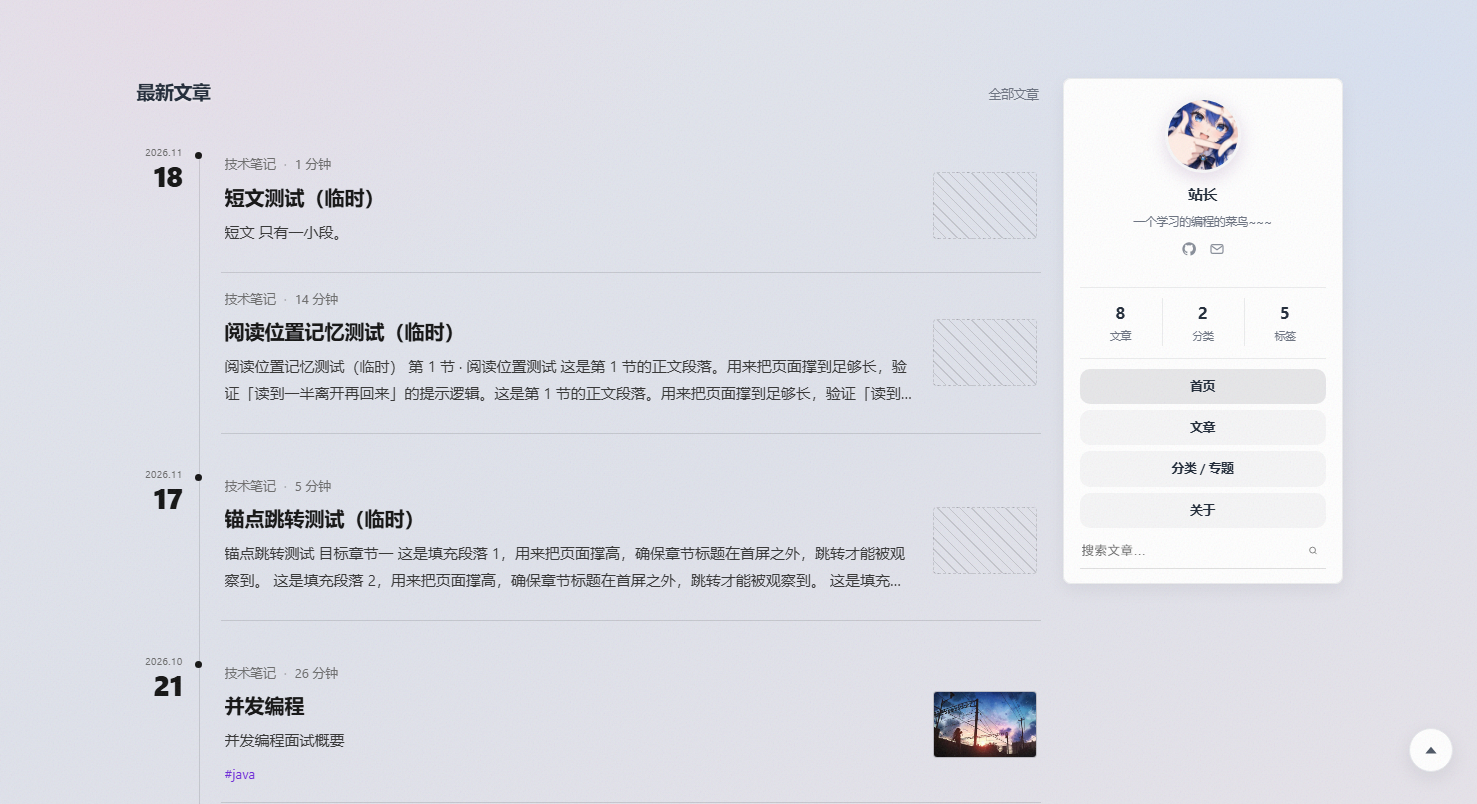 最新文章
全部文章
2026.11
18
技术笔记 · 1 分钟
短文测试（临时）
短文 只有一小段。
技术笔记 · 14 分钟
阅读位置记忆测试（临时）
阅读位置记忆测试（临时） 第 1 节 · 阅读位置测试 这是第 1 节的正文段落。用来把页面撑到足够长，验
证「读到一半离开再回来」的提示逻辑。这是第 1 节的正文段落。用来把页面撑到足够长，验证「读到...
2026.11
17
技术笔记 · 5 分钟
锚点跳转测试（临时）
锚点跳转测试 目标章节一 这是填充段落 1，用来把页面撑高，确保章节标题在首屏之外，跳转才能被观
察到。 这是填充段落 2，用来把页面撑高，确保章节标题在首屏之外，跳转才能被观察到。 这是填充...
2026.10
21
技术笔记 · 26 分钟
并发编程
并发编程面试概要
#java
站长
一个学习的编程的菜鸟~~~
8
文章
2
分类
5
标签
首页
文章
分类 / 专题
关于
搜索文章...